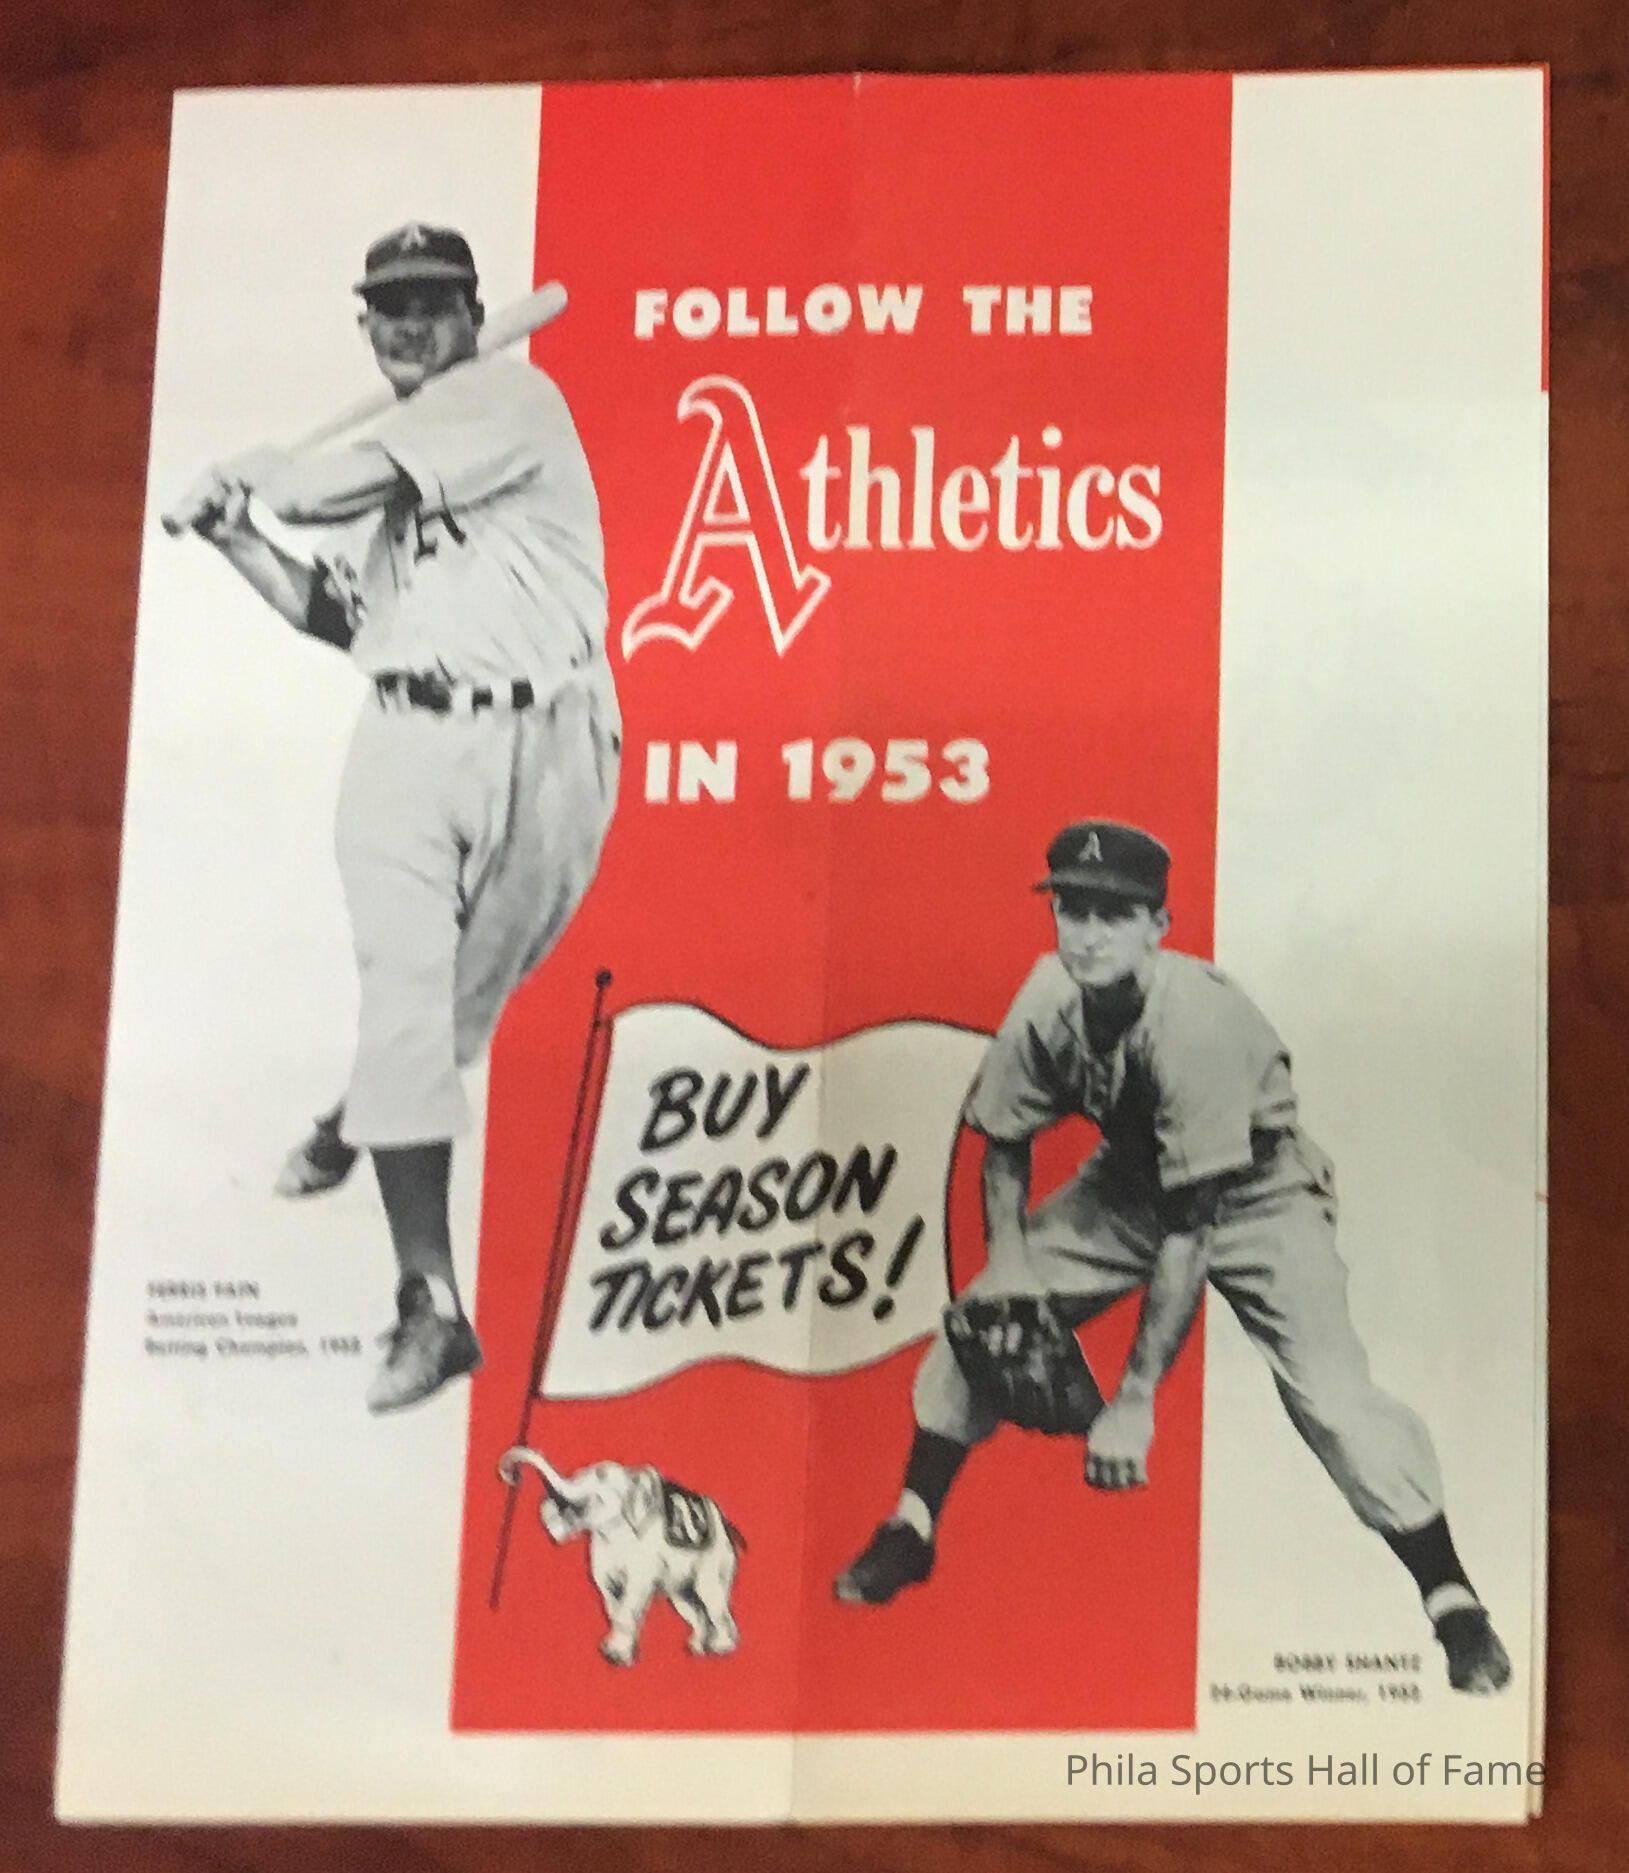 FOLLOW THE
Athletics
IN 1953
BUY
SEASON
TICKETS!
FERRIS FAIN
American League
Batting Champion, 1952
BOBBY SHANTZ
Game Winner, 1952
Phila Sports Hall of Fame